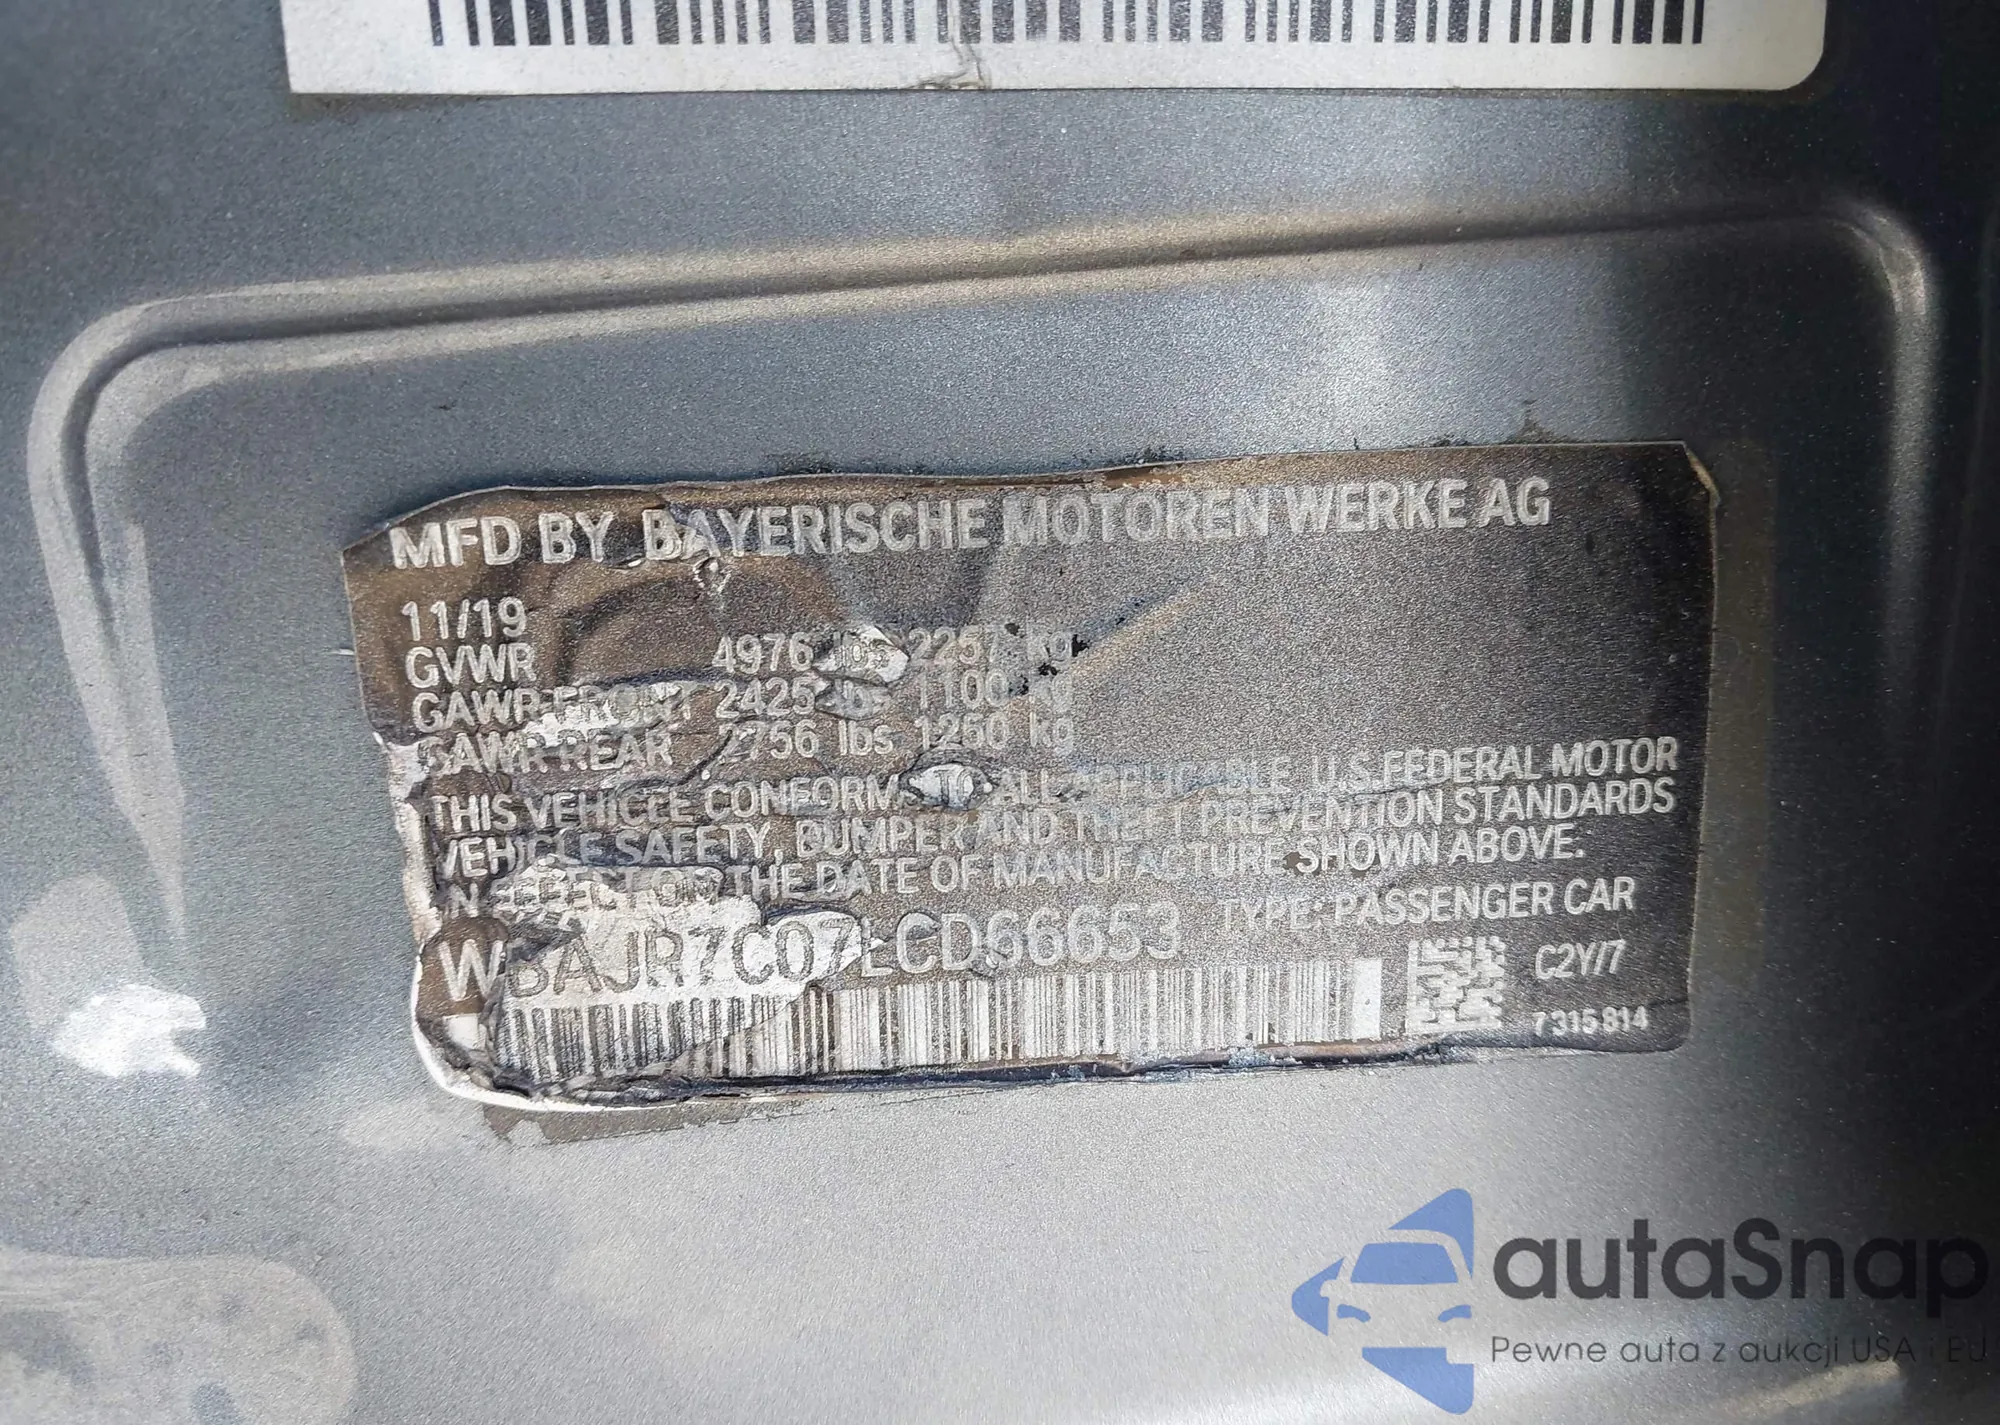 MFD BY BAYERISCHE MOTOREN WERKE AG
11/19
GVWR 4976 lbs 2257 kg
GAWR-FRONT 2425 lbs 1100 kg
GAWR-REAR 2756 lbs 1250 kg
THIS VEHICLE CONFORMS TO ALL APPLICABLE U.S.FEDERAL MOTOR
VEHICLE SAFETY, BUMPER AND THEFT PREVENTION STANDARDS
IN EFFECT ON THE DATE OF MANUFACTURE SHOWN ABOVE.
WBAJR7C07LCD66653 TYPE: PASSENGER CAR
C2Y/7
7315814
autaSnap
Pewne auta z aukcji USA i EU